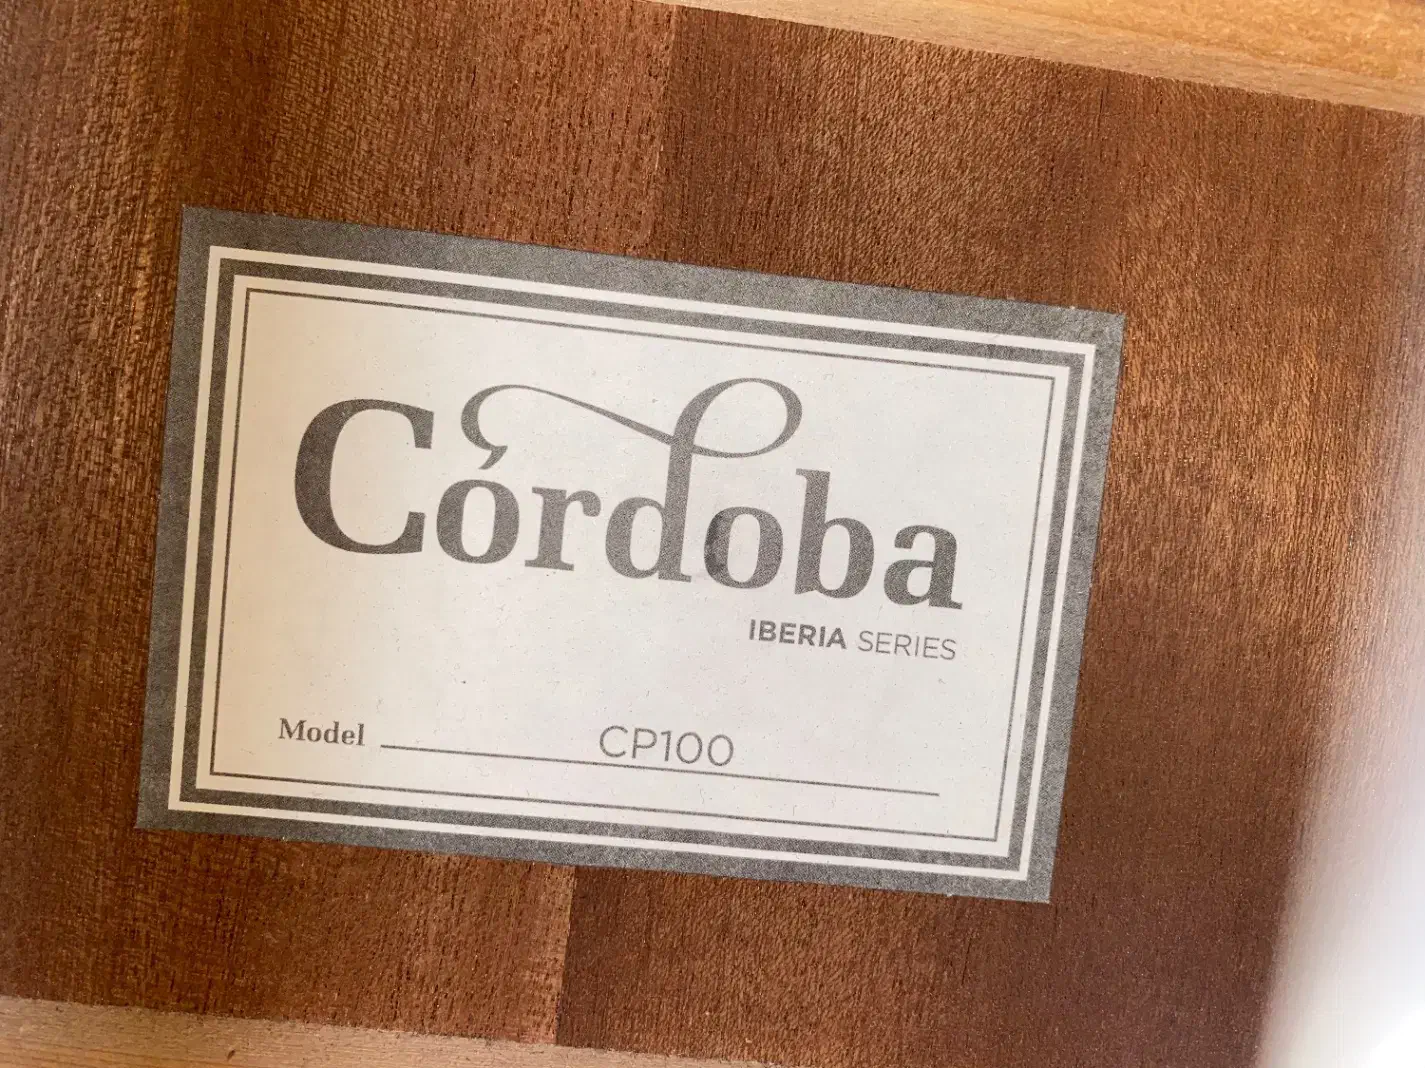 Córdoba
IBERIA SERIES
Model CP100